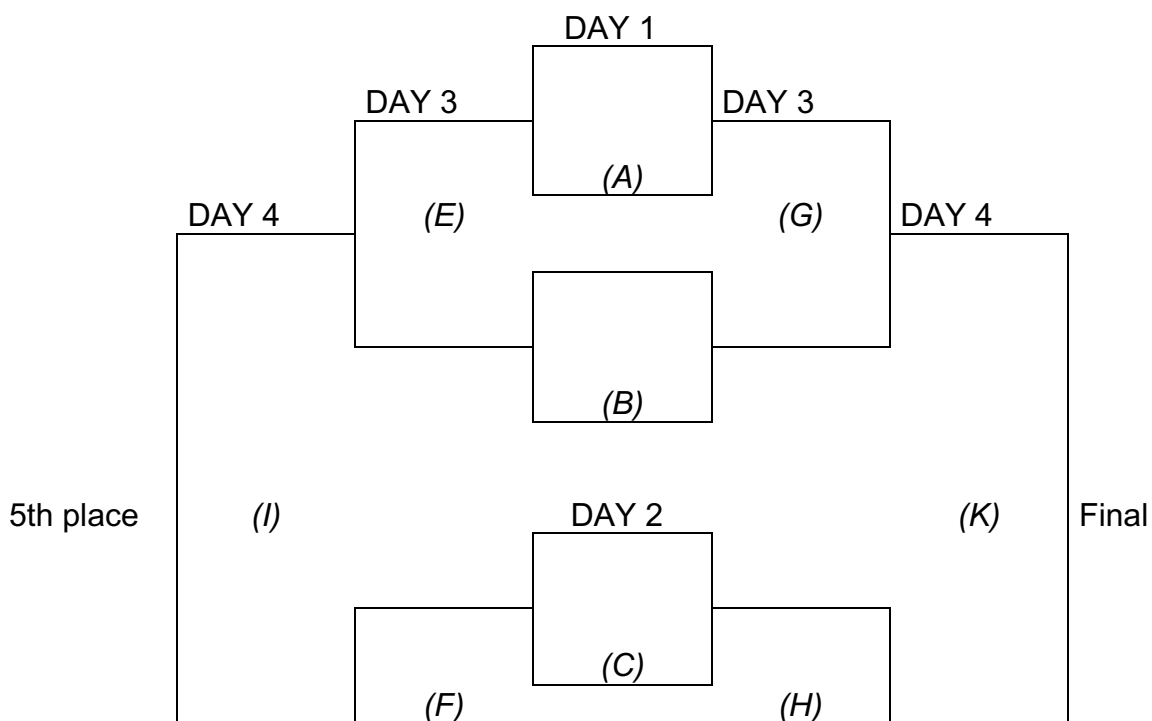 DAY 1
DAY 3 DAY 3
(A)
DAY 4 (E) (G) DAY 4
(B)
5th place (I) DAY 2 (K) Final
(C)
(F) (H)